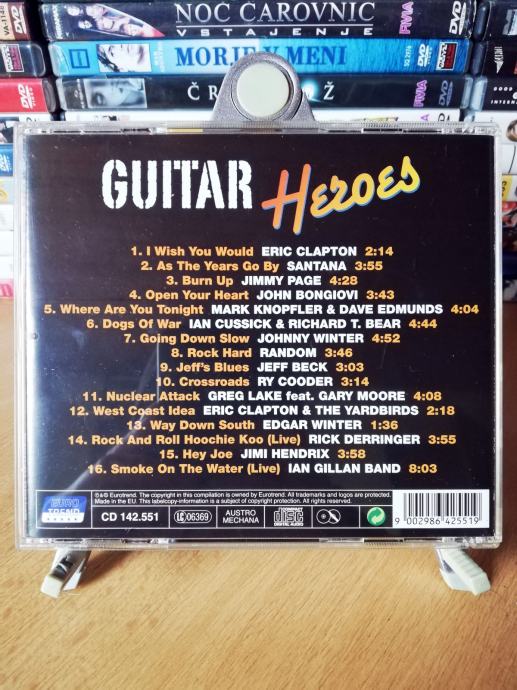 VA-1148
NOČ ČAROVNIC
VSTAJENJE
FIVIA
DVD
MORJE V MENI
DVD
DVD
FIVIA
DVD
GOOD
GUITAR Heroes
1. I Wish You Would ERIC CLAPTON 2:14
2. As The Years Go By SANTANA 3:55
3. Burn Up JIMMY PAGE 4:28
4. Open Your Heart JOHN BONGIOVI 3:43
5. Where Are You Tonight MARK KNOPFLER & DAVE EDMUNDS 4:04
6. Dogs Of War IAN CUSSICK & RICHARD T. BEAR 4:44
7. Going Down Slow JOHNNY WINTER 4:52
8. Rock Hard RANDOM 3:46
9. Jeff's Blues JEFF BECK 3:03
10. Crossroads RY COODER 3:14
11. Nuclear Attack GREG LAKE feat. GARY MOORE 4:08
12. West Coast Idea ERIC CLAPTON & THE YARDBIRDS 2:18
13. Way Down South EDGAR WINTER 1:36
14. Rock And Roll Hoochie Koo (Live) RICK DERRINGER 3:55
15. Hey Joe JIMI HENDRIX 3:58
16. Smoke On The Water (Live) IAN GILLAN BAND 8:03
EURO TREND
℗&© Eurotrend. The copyright in this compilation is owned by Eurotrend. All trademarks and logos are protected.
Made in the EU. This labelcopy-information is a subject of copyright protection. All rights reserved.
CD 142.551
LC 06369
AUSTRO MECHANA
COMPACT disc DIGITAL AUDIO
9 002986 425519